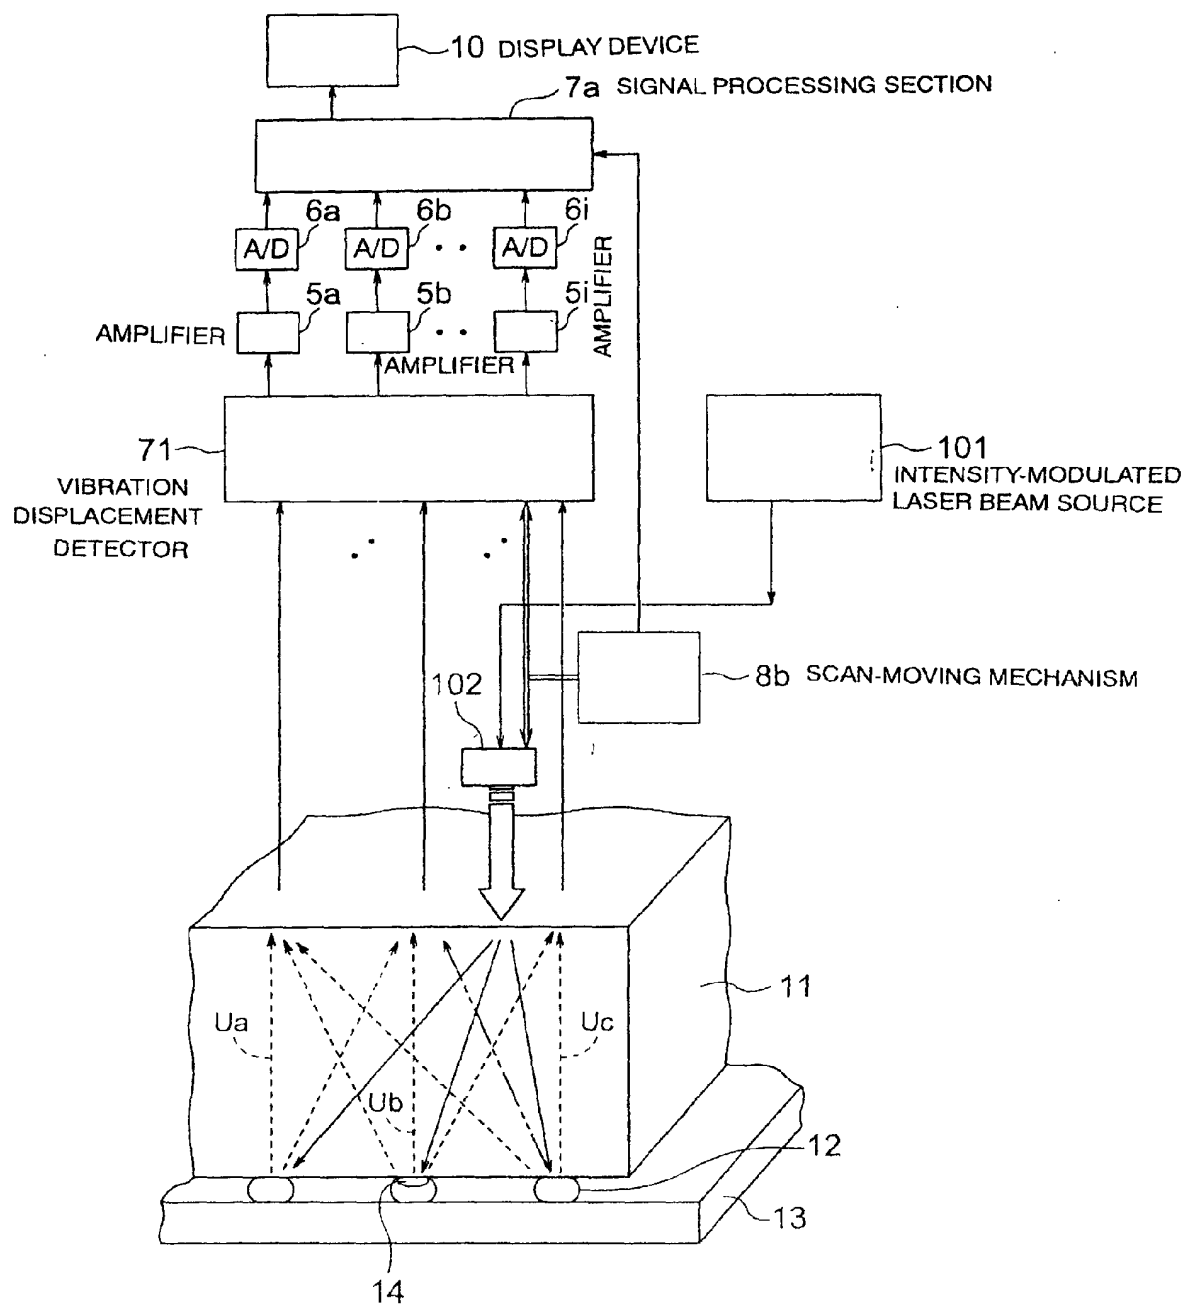 10 DISPLAY DEVICE
7a SIGNAL PROCESSING SECTION
6a 6b 6i
A/D A/D · · A/D
AMPLIFIER
5a 5b 5i
AMPLIFIER · ·
AMPLIFIER
71
VIBRATION
DISPLACEMENT
DETECTOR
101
INTENSITY-MODULATED
LASER BEAM SOURCE
8b SCAN-MOVING MECHANISM
102
11
Ua Uc
Ub
12
13
14